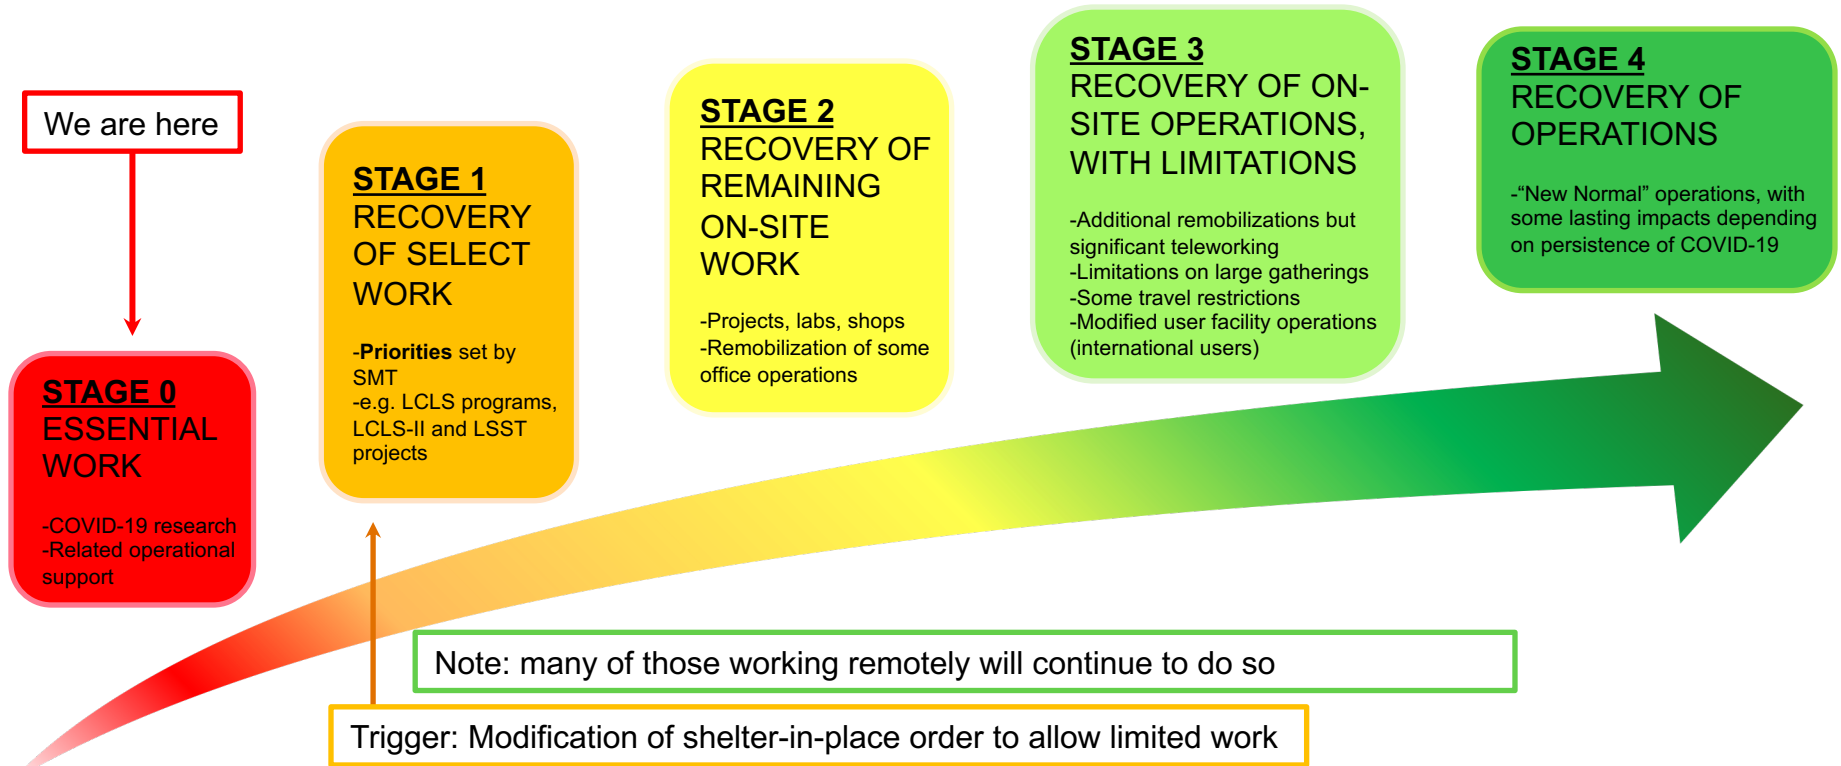 We are here
STAGE 0
ESSENTIAL
WORK
-COVID-19 research
-Related operational
support
STAGE 1
RECOVERY
OF SELECT
WORK
-Priorities set by
SMT
-e.g. LCLS programs,
LCLS-II and LSST
projects
STAGE 2
RECOVERY OF
REMAINING
ON-SITE
WORK
-Projects, labs, shops
-Remobilization of some
office operations
STAGE 3
RECOVERY OF ON-
SITE OPERATIONS,
WITH LIMITATIONS
-Additional remobilizations but
significant teleworking
-Limitations on large gatherings
-Some travel restrictions
-Modified user facility operations
(international users)
STAGE 4
RECOVERY OF
OPERATIONS
-“New Normal” operations, with
some lasting impacts depending
on persistence of COVID-19
Note: many of those working remotely will continue to do so
Trigger: Modification of shelter-in-place order to allow limited work